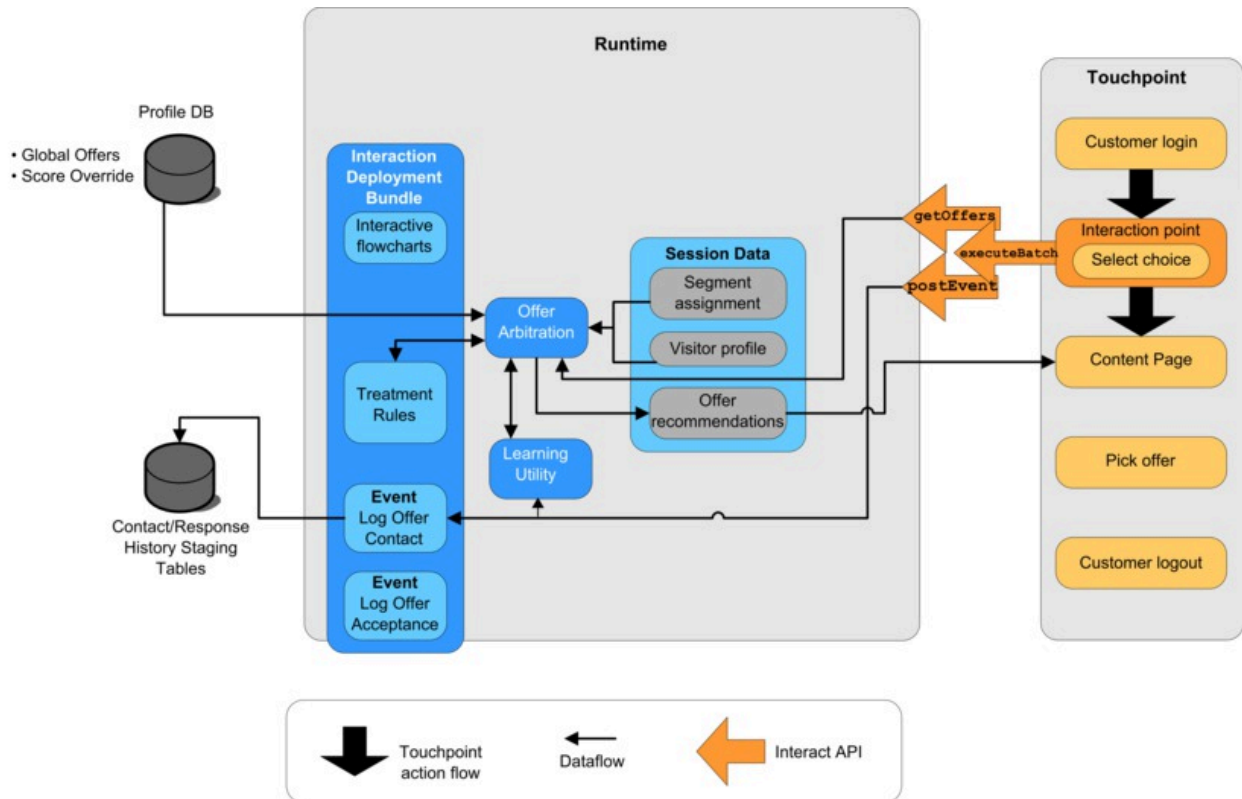 Runtime
Touchpoint
Profile DB
• Global Offers
• Score Override
Interaction
Deployment
Bundle
Interactive
flowcharts
Offer
Arbitration
Treatment
Rules
Learning
Utility
Event
Log Offer
Contact
Event
Log Offer
Acceptance
Contact/Response
History Staging
Tables
Session Data
Segment
assignment
Visitor profile
Offer
recommendations
getOffers
executeBatch
postEvent
Customer login
Interaction point
Select choice
Content Page
Pick offer
Customer logout
Touchpoint
action flow
Dataflow
Interact API